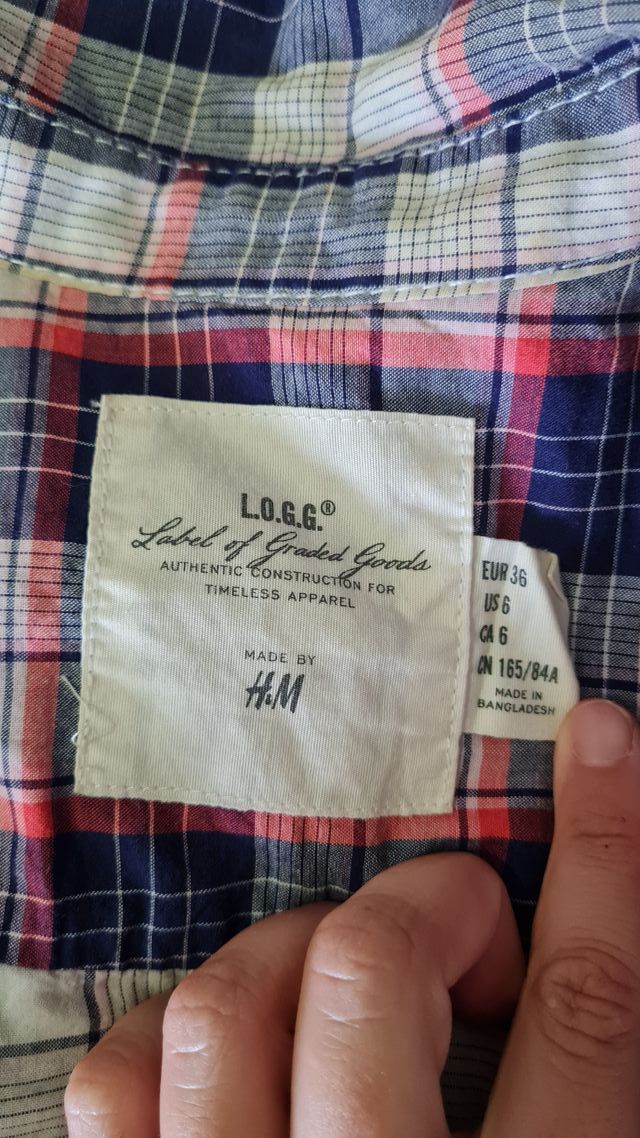 L.O.G.G.®
Label of Graded Goods
AUTHENTIC CONSTRUCTION FOR
TIMELESS APPAREL
MADE BY
H&M
EUR 36
US 6
CA 6
CN 165/84A
MADE IN
BANGLADESH